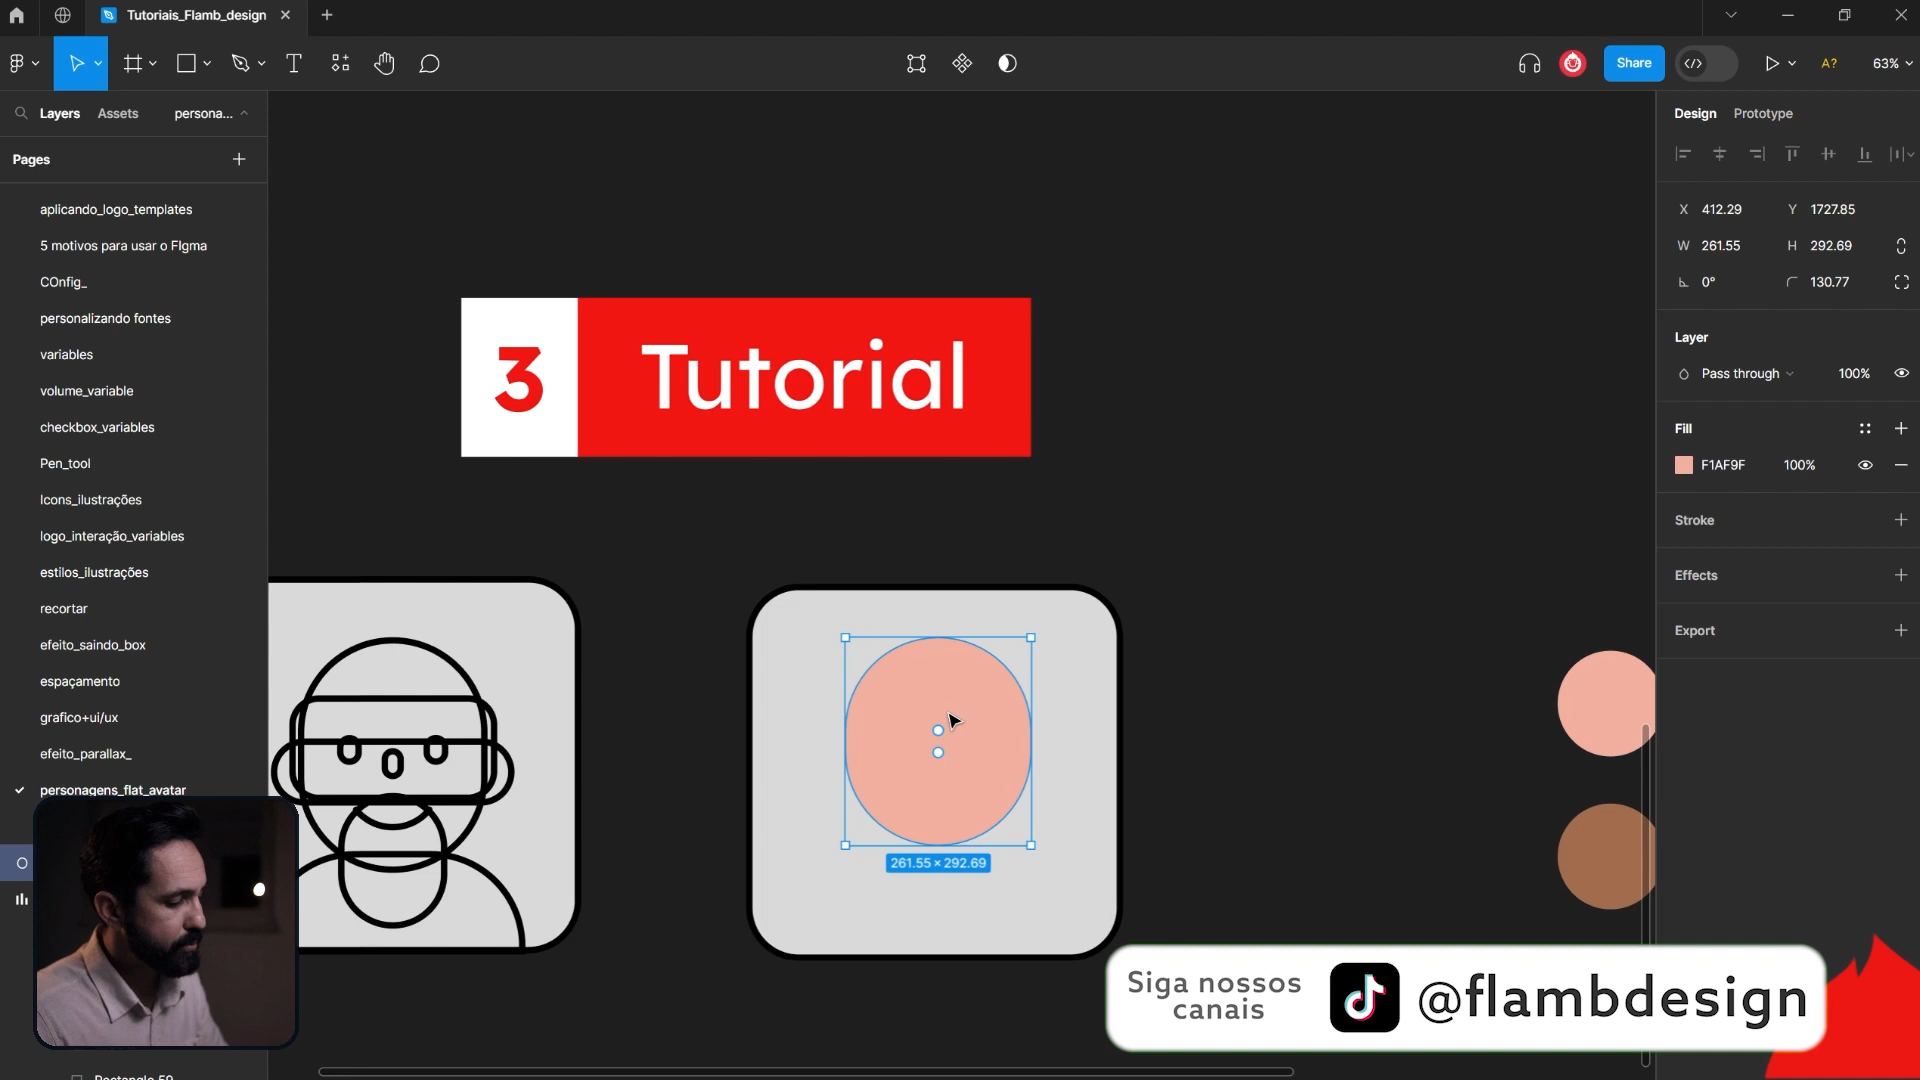 Tutoriais_Flamb_design
Share
A?
63%
Layers
Assets
persona...
Pages
aplicando_logo_templates
5 motivos para usar o FIgma
COnfig_
personalizando fontes
variables
volume_variable
checkbox_variables
Pen_tool
Icons_ilustrações
logo_interação_variables
estilos_ilustrações
recortar
efeito_saindo_box
espaçamento
grafico+ui/ux
efeito_parallax_
personagens_flat_avatar
3 Tutorial
261.55 × 292.69
Design
Prototype
X 412.29 Y 1727.85
W 261.55 H 292.69
0° 130.77
Layer
Pass through 100%
Fill
F1AF9F 100%
Stroke
Effects
Export
Siga nossos
canais
@flambdesign